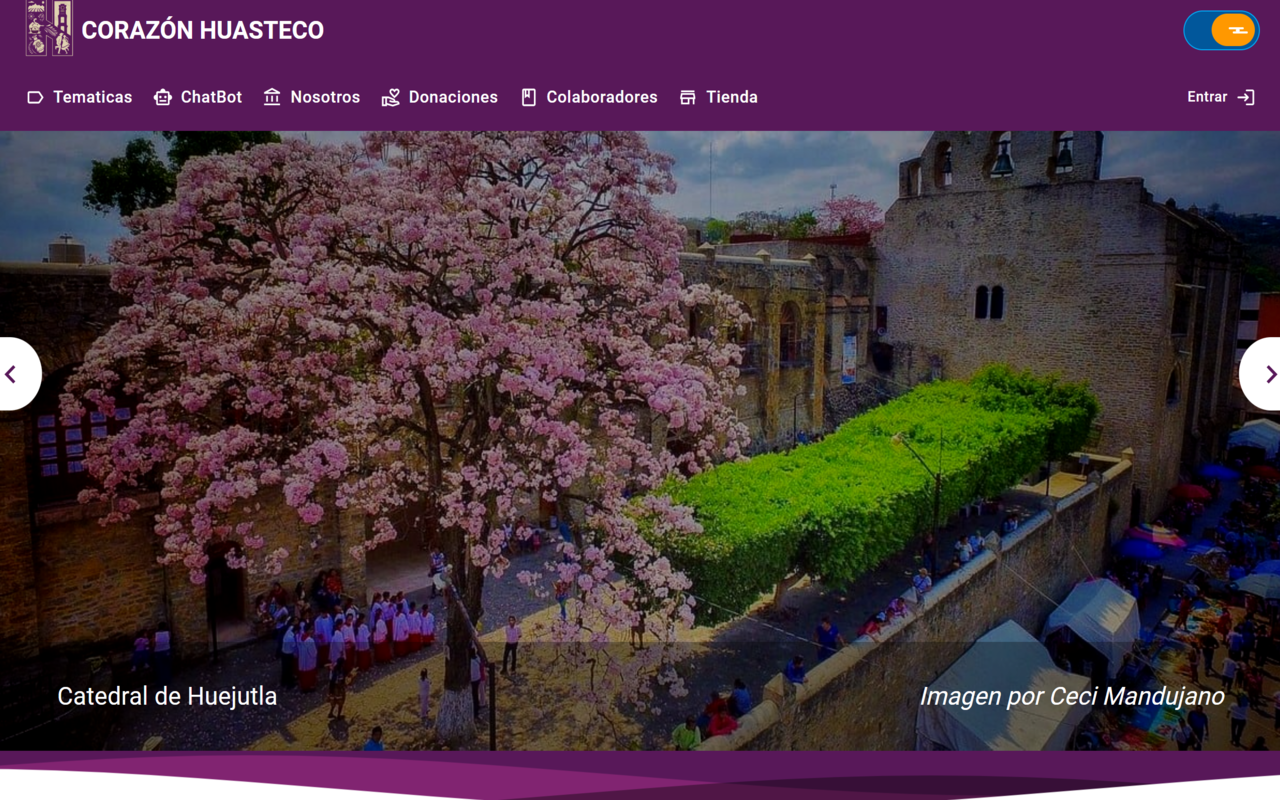 CORAZÓN HUASTECO
Tematicas
ChatBot
Nosotros
Donaciones
Colaboradores
Tienda
Entrar
Catedral de Huejutla
Imagen por Ceci Mandujano